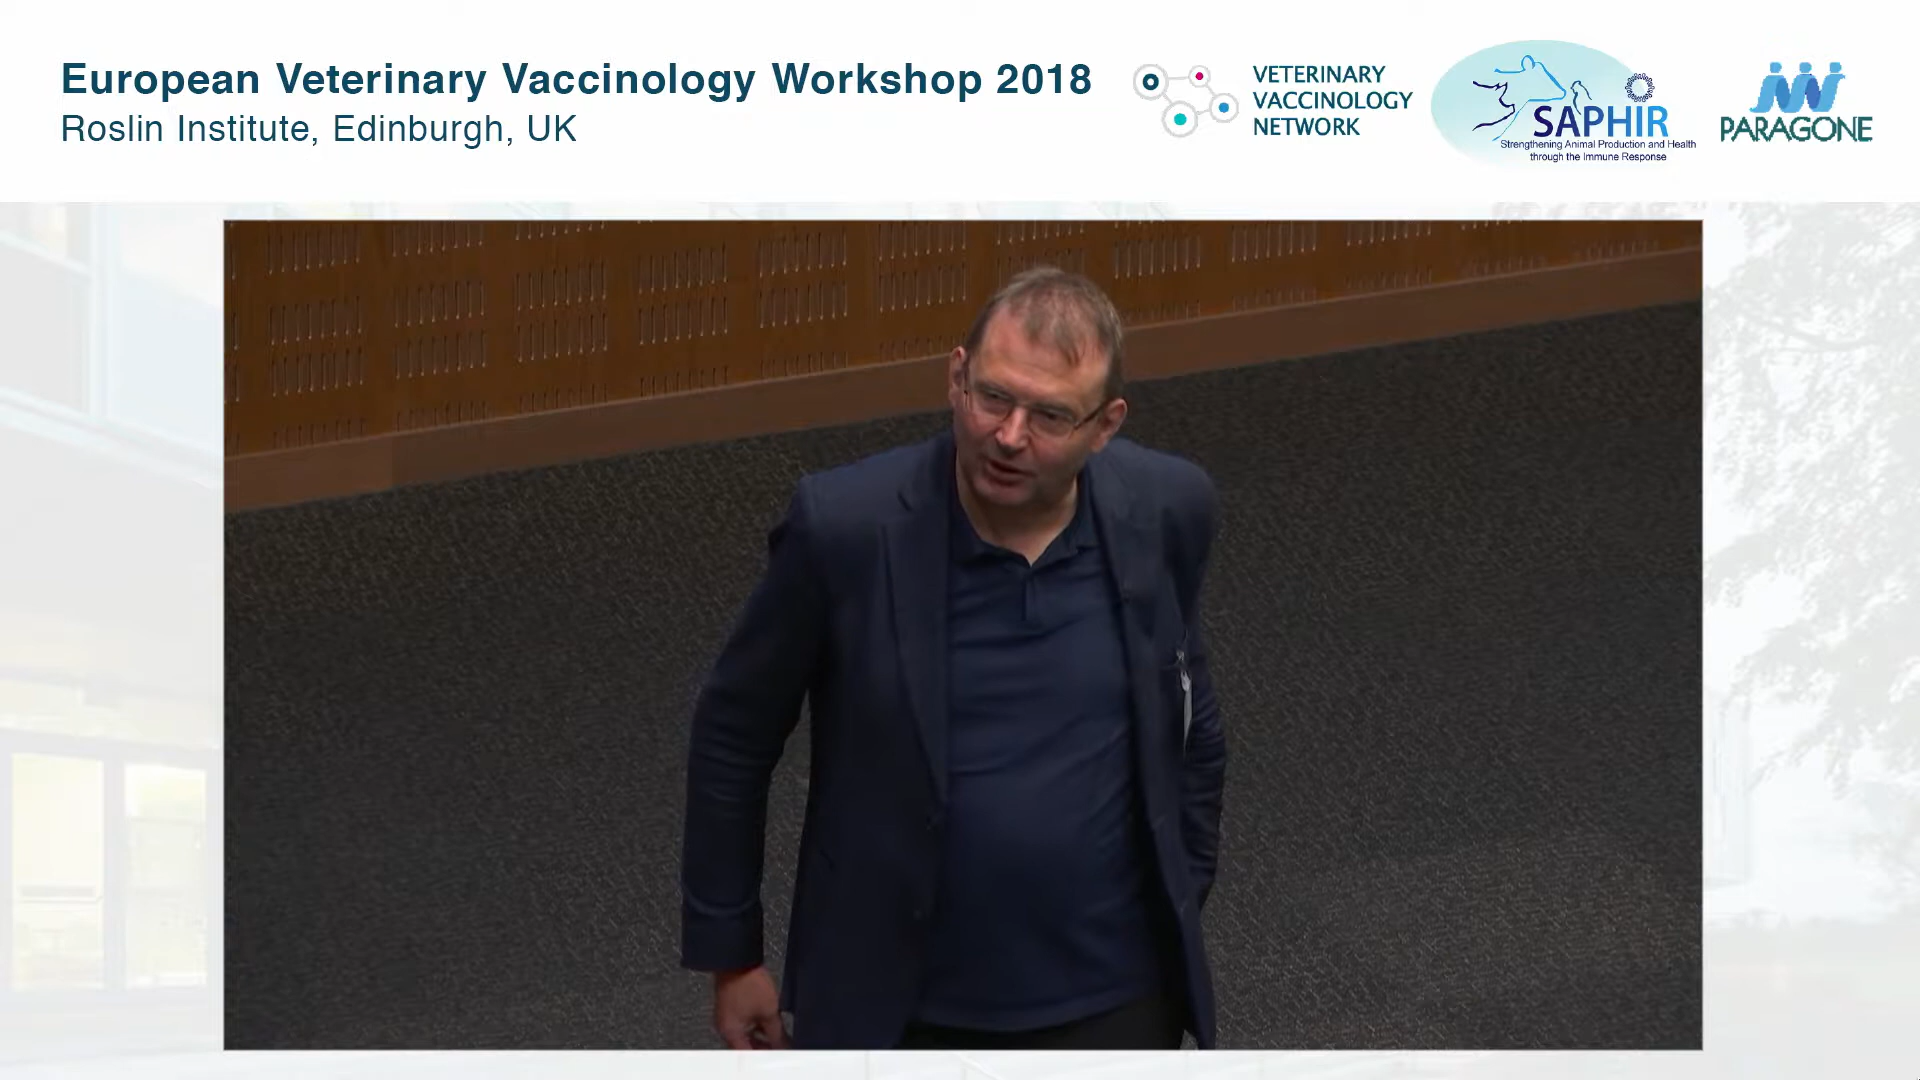 European Veterinary Vaccinology Workshop 2018
Roslin Institute, Edinburgh, UK
VETERINARY
VACCINOLOGY
NETWORK
SAPHIR
Strengthening Animal Production and Health
through the Immune Response
PARAGONE